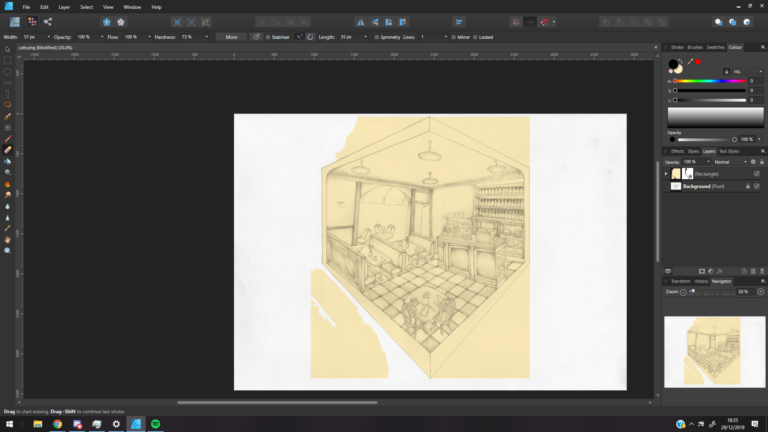 File Edit Layer Select View Window Help
Width: 57 px Opacity: 100 % Flow: 100 % Hardness: 73 % More Stabiliser Length: 35 px Symmetry Lines: 1 Mirror Locked
cafe.png [Modified] (20.0%)
Stroke Brushes Swatches Colour
HSL
H 0
S 0
L 0
Opacity
100 %
Effects Styles Layers Text Styles
Opacity: 100 % Normal
(Rectangle)
Background (Pixel)
Transform History Navigator
Zoom: 20 %
Drag to start erasing. Drag+Shift to continue last stroke.
18:35
29/12/2019